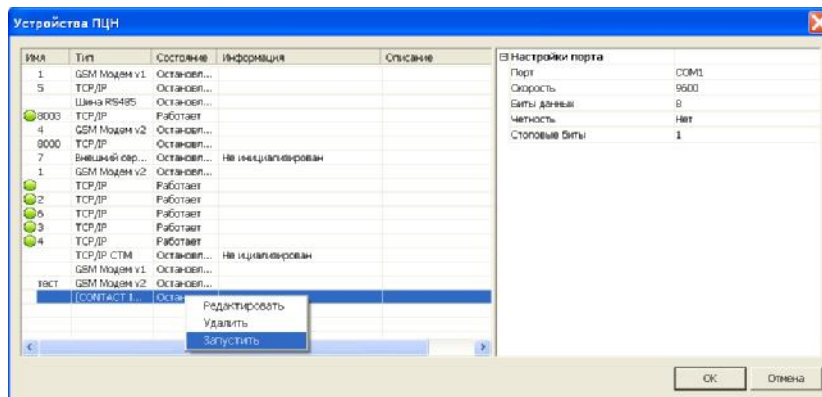 Устройства ПЦН
Имя Тип Состояние Информация Описание
1 GSM Модем v1 Остановл...
5 TCP/IP Остановл...
Шина RS485 Остановл...
8003 TCP/IP Работает
4 GSM Модем v2 Остановл...
8000 TCP/IP Остановл...
7 Внешний сер... Остановл... Не инициализирован
1 GSM Модем v2 Остановл...
TCP/IP Работает
2 TCP/IP Работает
6 TCP/IP Работает
3 TCP/IP Работает
4 TCP/IP Работает
TCP/IP СТМ Остановл... Не ициализирован
GSM Модем v1 Остановл...
тест GSM Модем v2 Остановл...
[CONTACT I... Остан
Редактировать
Удалить
Запустить
Настройки порта
Порт COM1
Скорость 9600
Биты данных 8
Четность Нет
Стоповые биты 1
OK Отмена